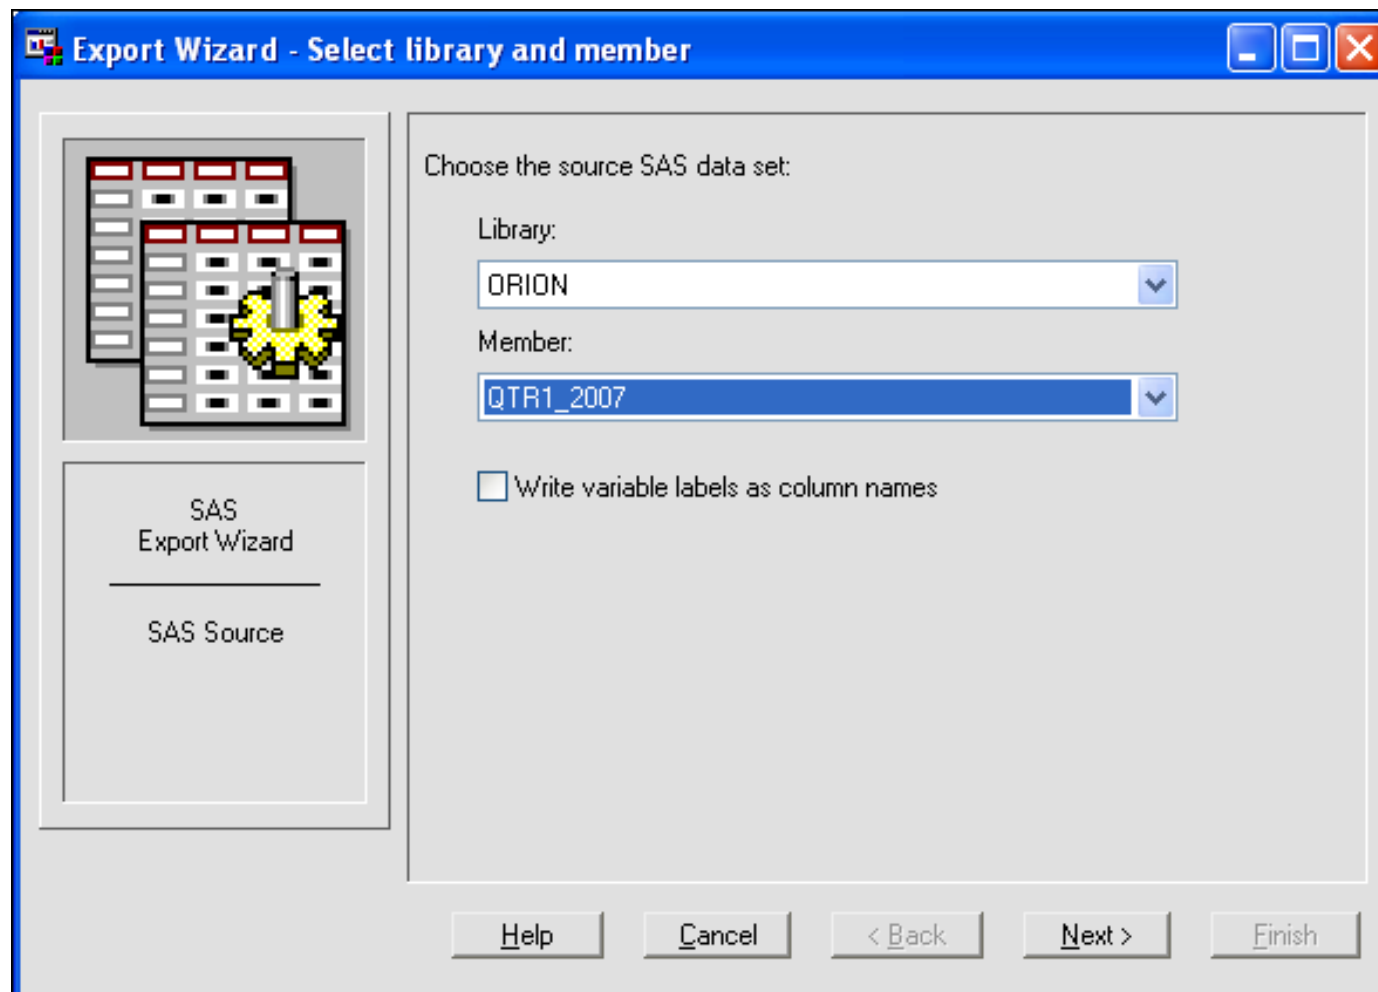 Export Wizard - Select library and member
Choose the source SAS data set:
Library:
ORION
Member:
QTR1_2007
Write variable labels as column names
SAS
Export Wizard
SAS Source
Help
Cancel
< Back
Next >
Finish